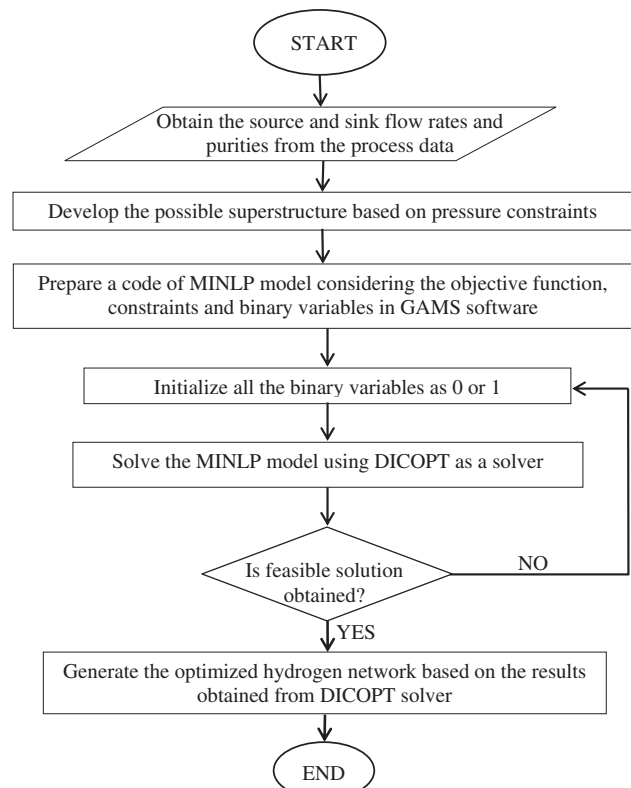 START
Obtain the source and sink flow rates and
purities from the process data
Develop the possible superstructure based on pressure constraints
Prepare a code of MINLP model considering the objective function,
constraints and binary variables in GAMS software
Initialize all the binary variables as 0 or 1
Solve the MINLP model using DICOPT as a solver
NO
Is feasible solution
obtained?
YES
Generate the optimized hydrogen network based on the results
obtained from DICOPT solver
END